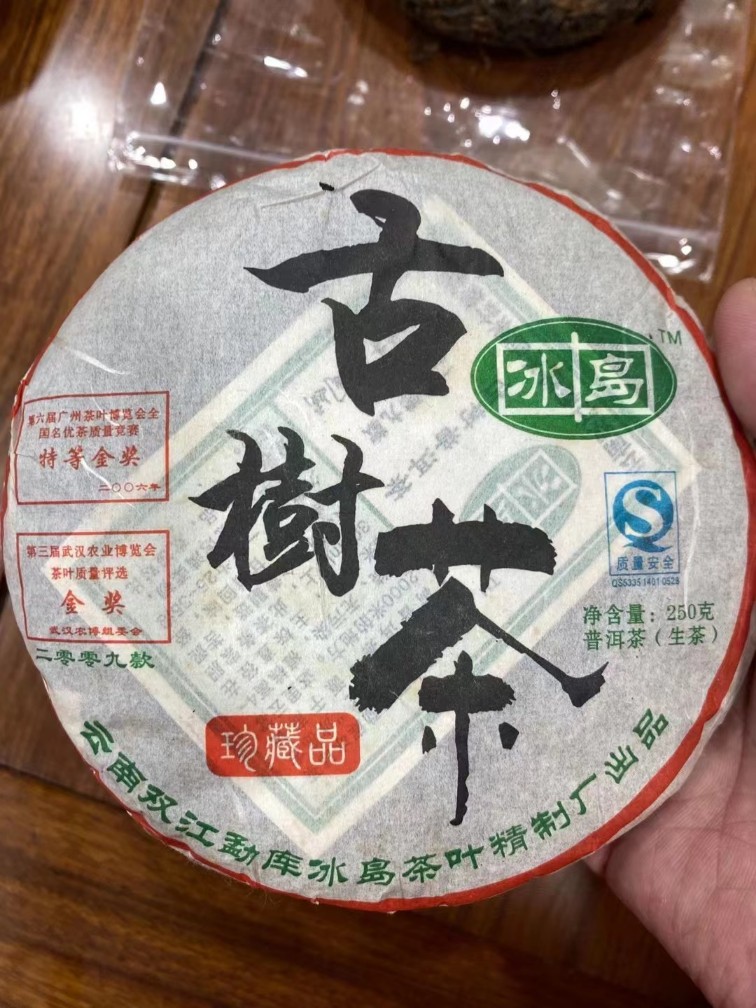 古樹茶
冰岛
TM
第六届广州茶叶博览会全
国名优茶质量竞赛
特等金奖
二〇〇六年
第三届武汉农业博览会
茶叶质量评选
金奖
武汉农博组委会
二零零九款
质量安全
QS5335 1401 0528
净含量：250克
普洱茶（生茶）
珍藏品
云南双江勐库冰岛茶叶精制厂出品